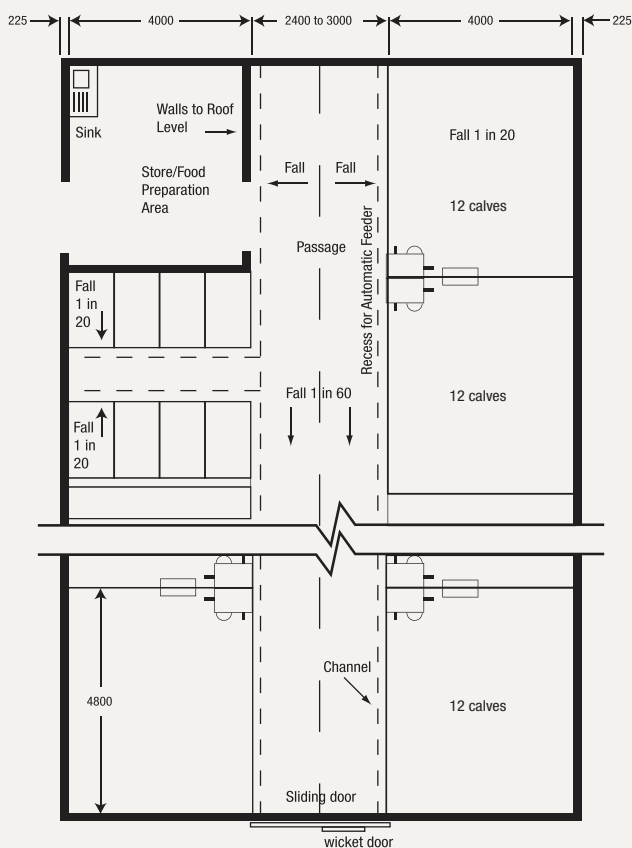 225
4000
2400 to 3000
4000
225
Sink
Walls to Roof
Level
Store/Food
Preparation
Area
Fall
Fall
Passage
Recess for Automatic Feeder
Fall 1 in 20
12 calves
Fall
1 in
20
Fall 1 in 60
12 calves
Fall
1 in
20
4800
Channel
12 calves
Sliding door
wicket door